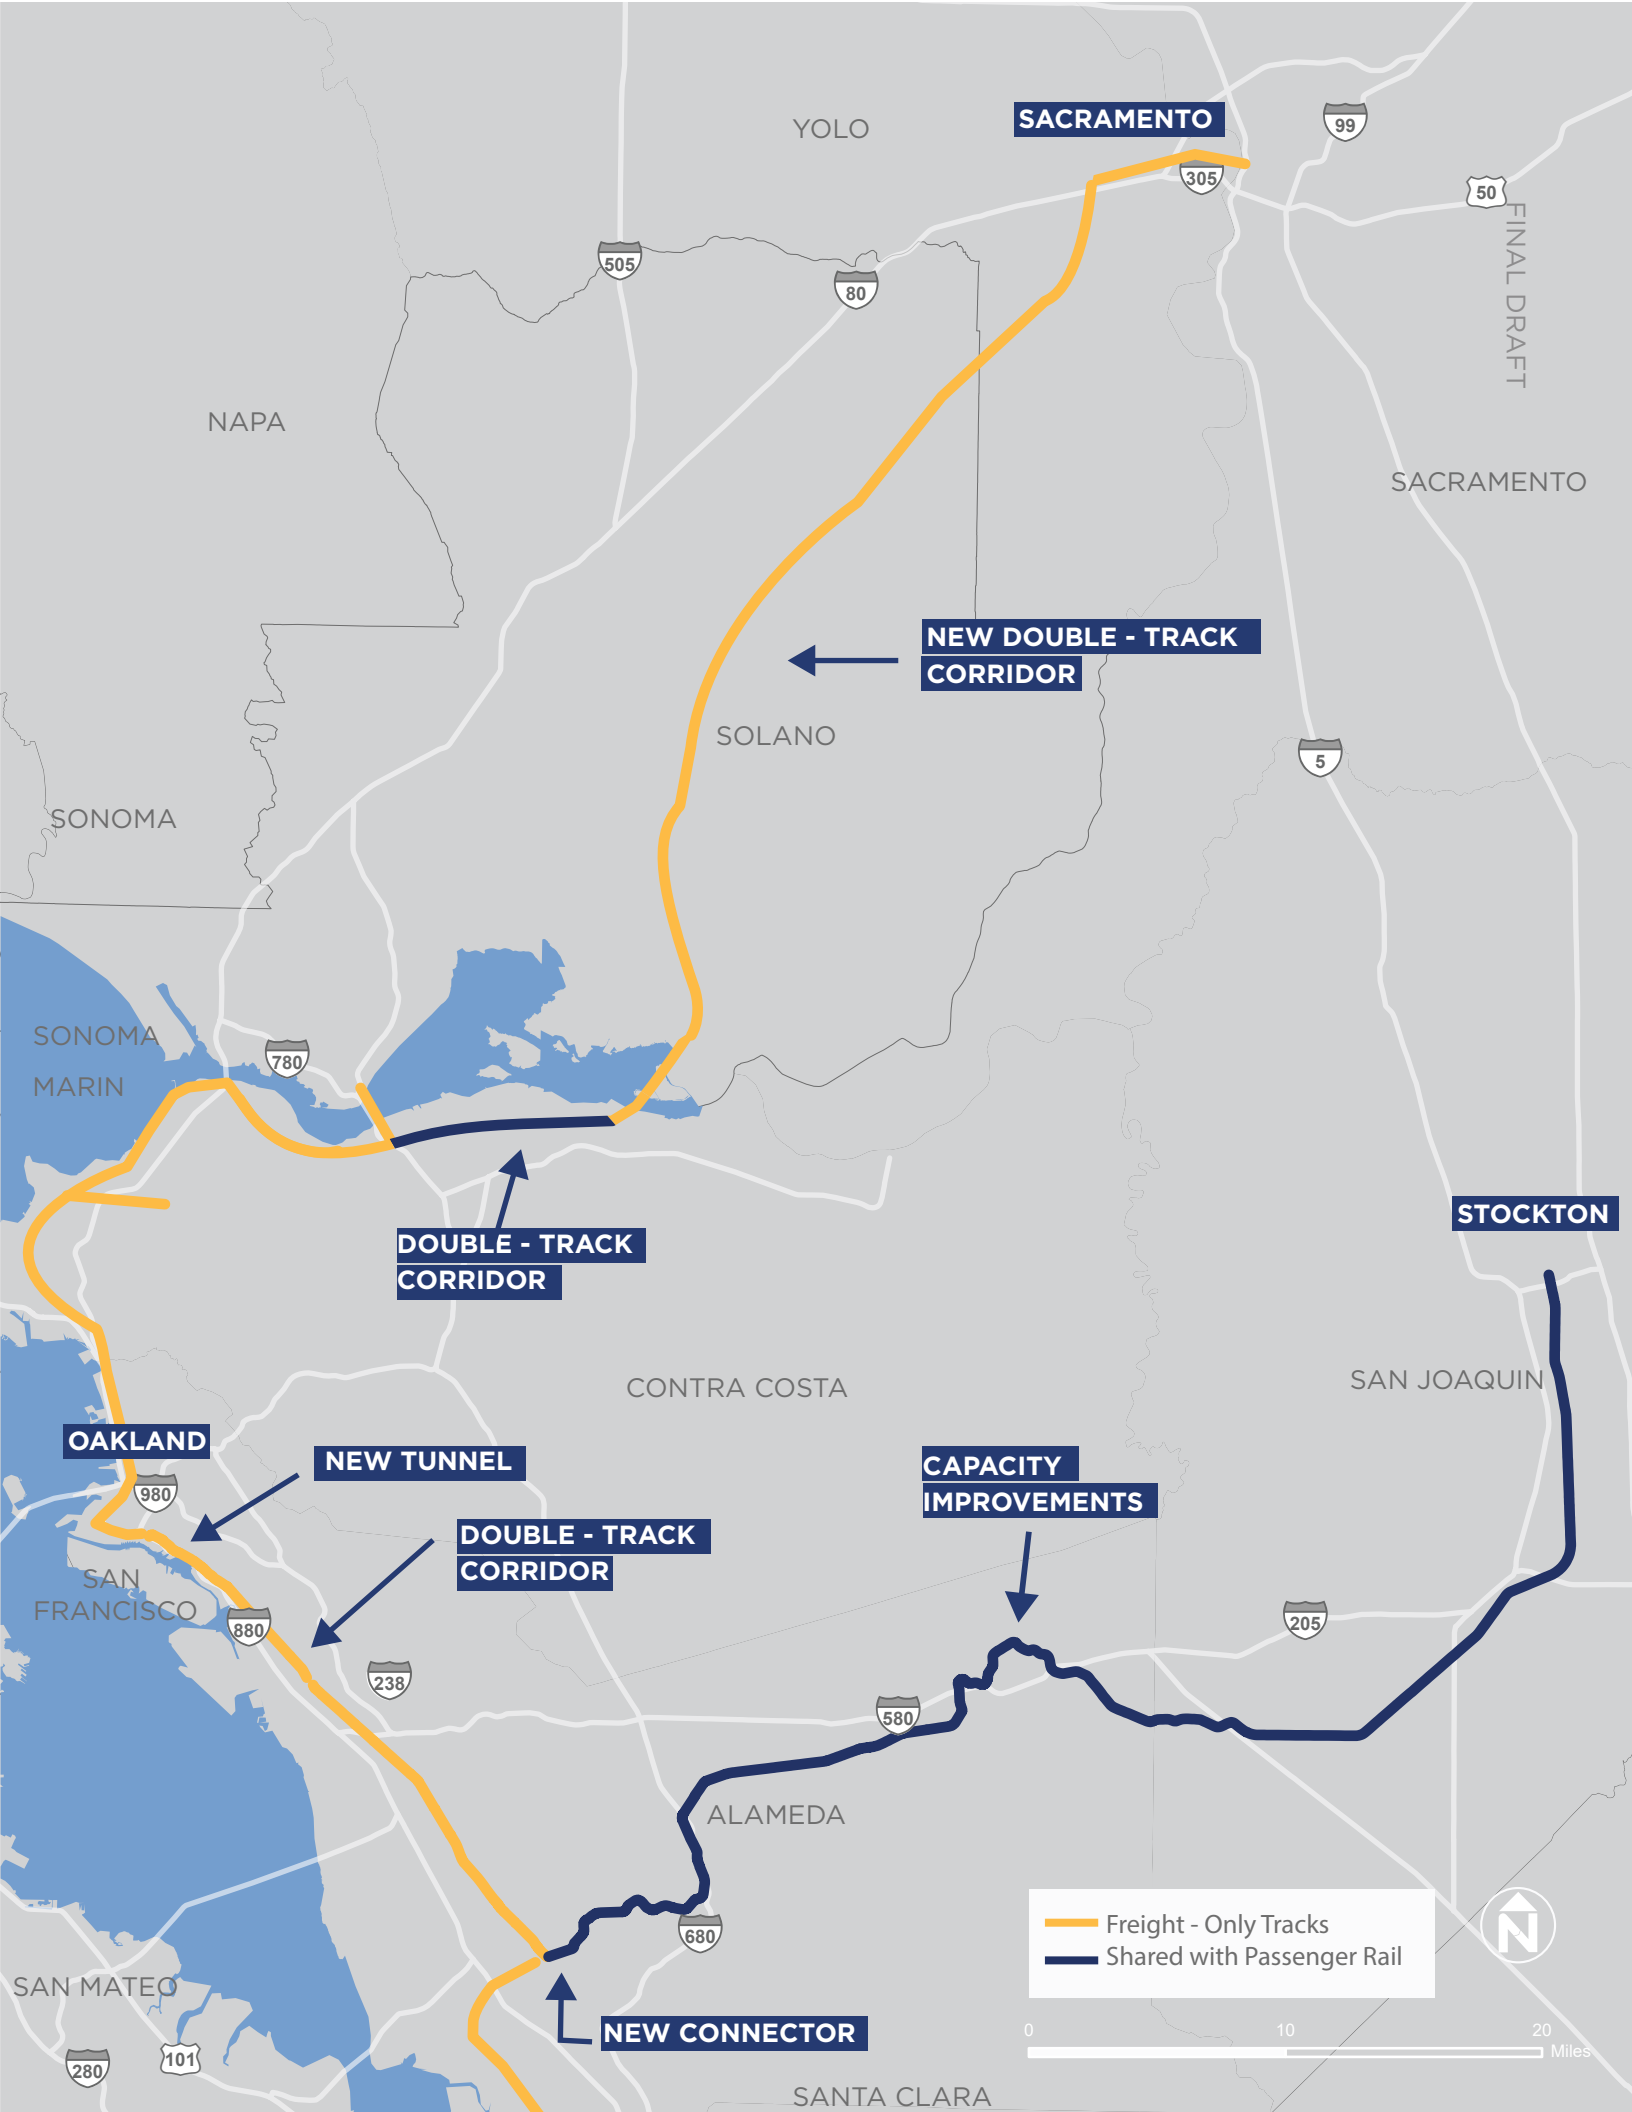 SACRAMENTO
YOLO
99
305
50
FINAL DRAFT
505
80
NAPA
SACRAMENTO
NEW DOUBLE - TRACK
CORRIDOR
SOLANO
5
SONOMA
SONOMA
MARIN
780
STOCKTON
DOUBLE - TRACK
CORRIDOR
SAN JOAQUIN
CONTRA COSTA
OAKLAND
NEW TUNNEL
CAPACITY
IMPROVEMENTS
980
DOUBLE - TRACK
CORRIDOR
SAN
FRANCISCO
880
205
238
580
ALAMEDA
680
Freight - Only Tracks
Shared with Passenger Rail
N
SAN MATEO
NEW CONNECTOR
0 10 20
Miles
280
101
SANTA CLARA